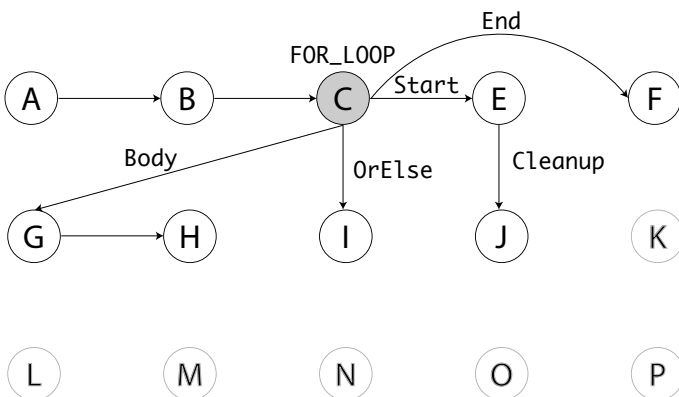 End
FOR_LOOP
A B C Start E F
Body
OrElse
Cleanup
G H I J K
L M N O P